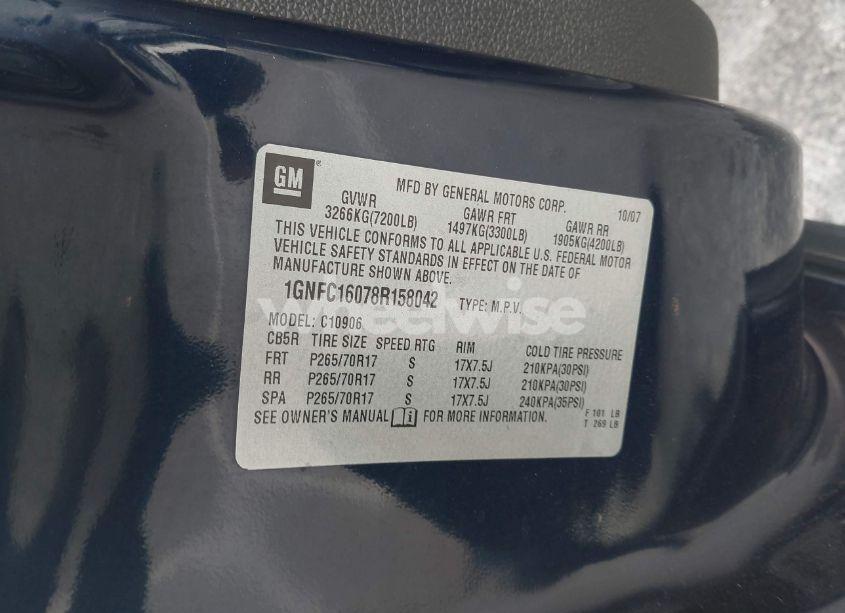 GM®
MFD BY GENERAL MOTORS CORP. 10/07
GVWR GAWR FRT GAWR RR
3266KG(7200LB) 1497KG(3300LB) 1905KG(4200LB)
THIS VEHICLE CONFORMS TO ALL APPLICABLE U.S. FEDERAL MOTOR
VEHICLE SAFETY STANDARDS IN EFFECT ON THE DATE OF
MANUFACTURE SHOWN ABOVE.
1GNFC16078R158042 TYPE: M.P.V.
wheelwise
MODEL: C10906
CB5R TIRE SIZE SPEED RTG RIM COLD TIRE PRESSURE
FRT P265/70R17 S 17X7.5J 210KPA(30PSI)
RR P265/70R17 S 17X7.5J 210KPA(30PSI)
SPA P265/70R17 S 17X7.5J 240KPA(35PSI)
SEE OWNER'S MANUAL i FOR MORE INFORMATION.
F 101 LB
T 269 LB